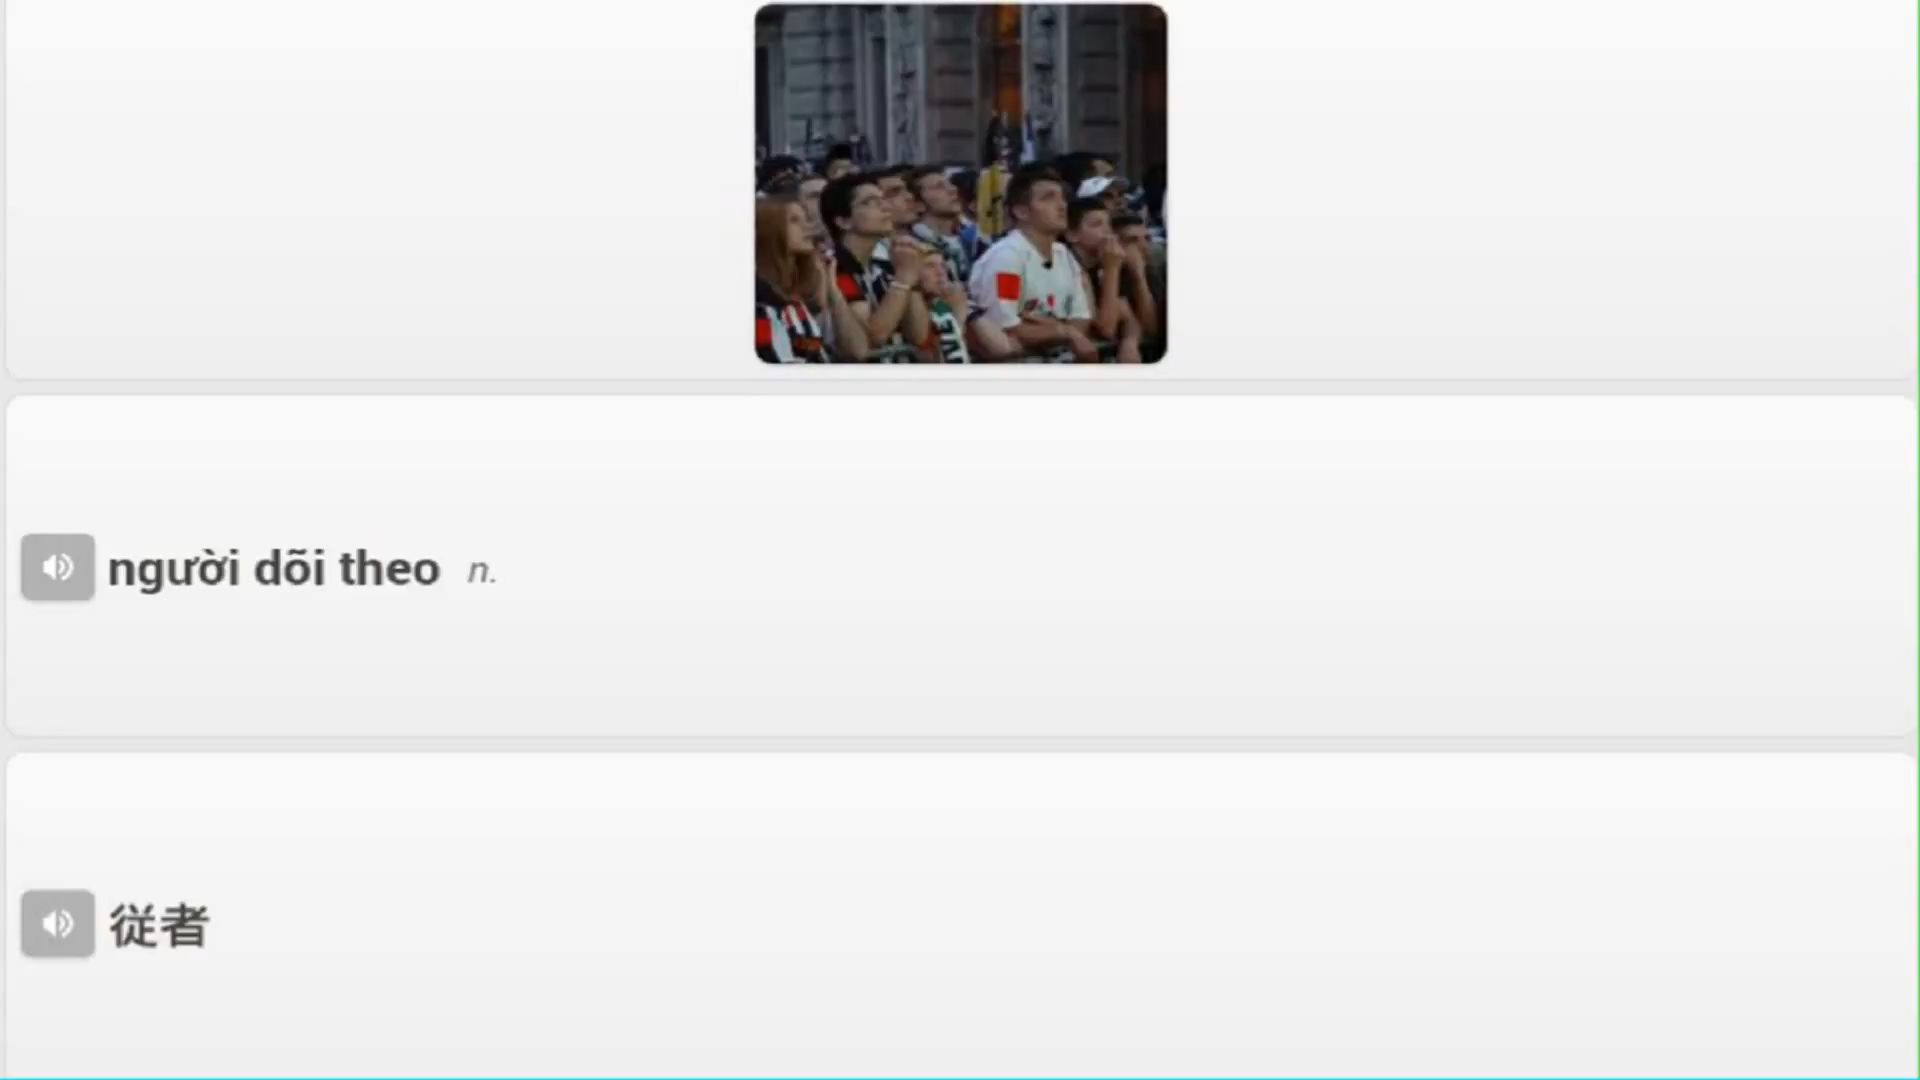 người dõi theo n.
従者